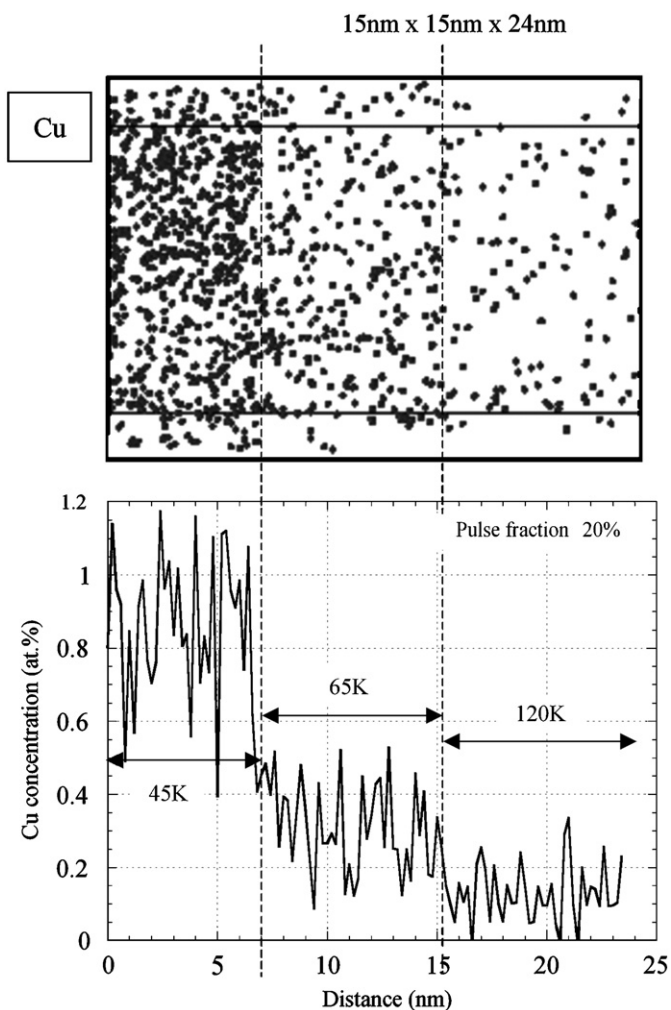 15nm x 15nm x 24nm
Cu
1.2
1
0.8
0.6
0.4
0.2
0
Cu concentration (at.%)
Pulse fraction 20%
65K
120K
45K
0 5 10 15 20 25
Distance (nm)